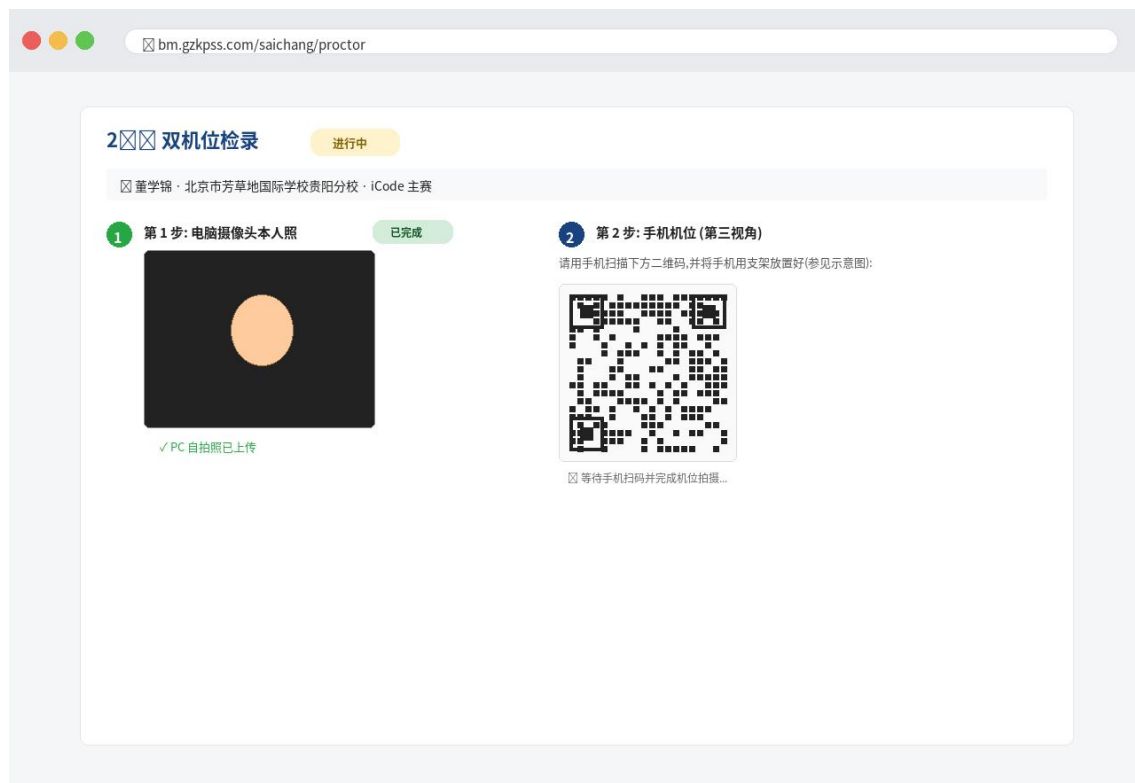 bm.gzkpss.com/saichang/proctor
2 双机位检录
进行中
董学锦 · 北京市芳草地国际学校贵阳分校 · iCode 主赛
1
第 1 步: 电脑摄像头本人照
已完成
✓ PC 自拍照已上传
2
第 2 步: 手机机位 (第三视角)
请用手机扫描下方二维码,并将手机用支架放置好(参见示意图):
等待手机扫码并完成机位拍摄...